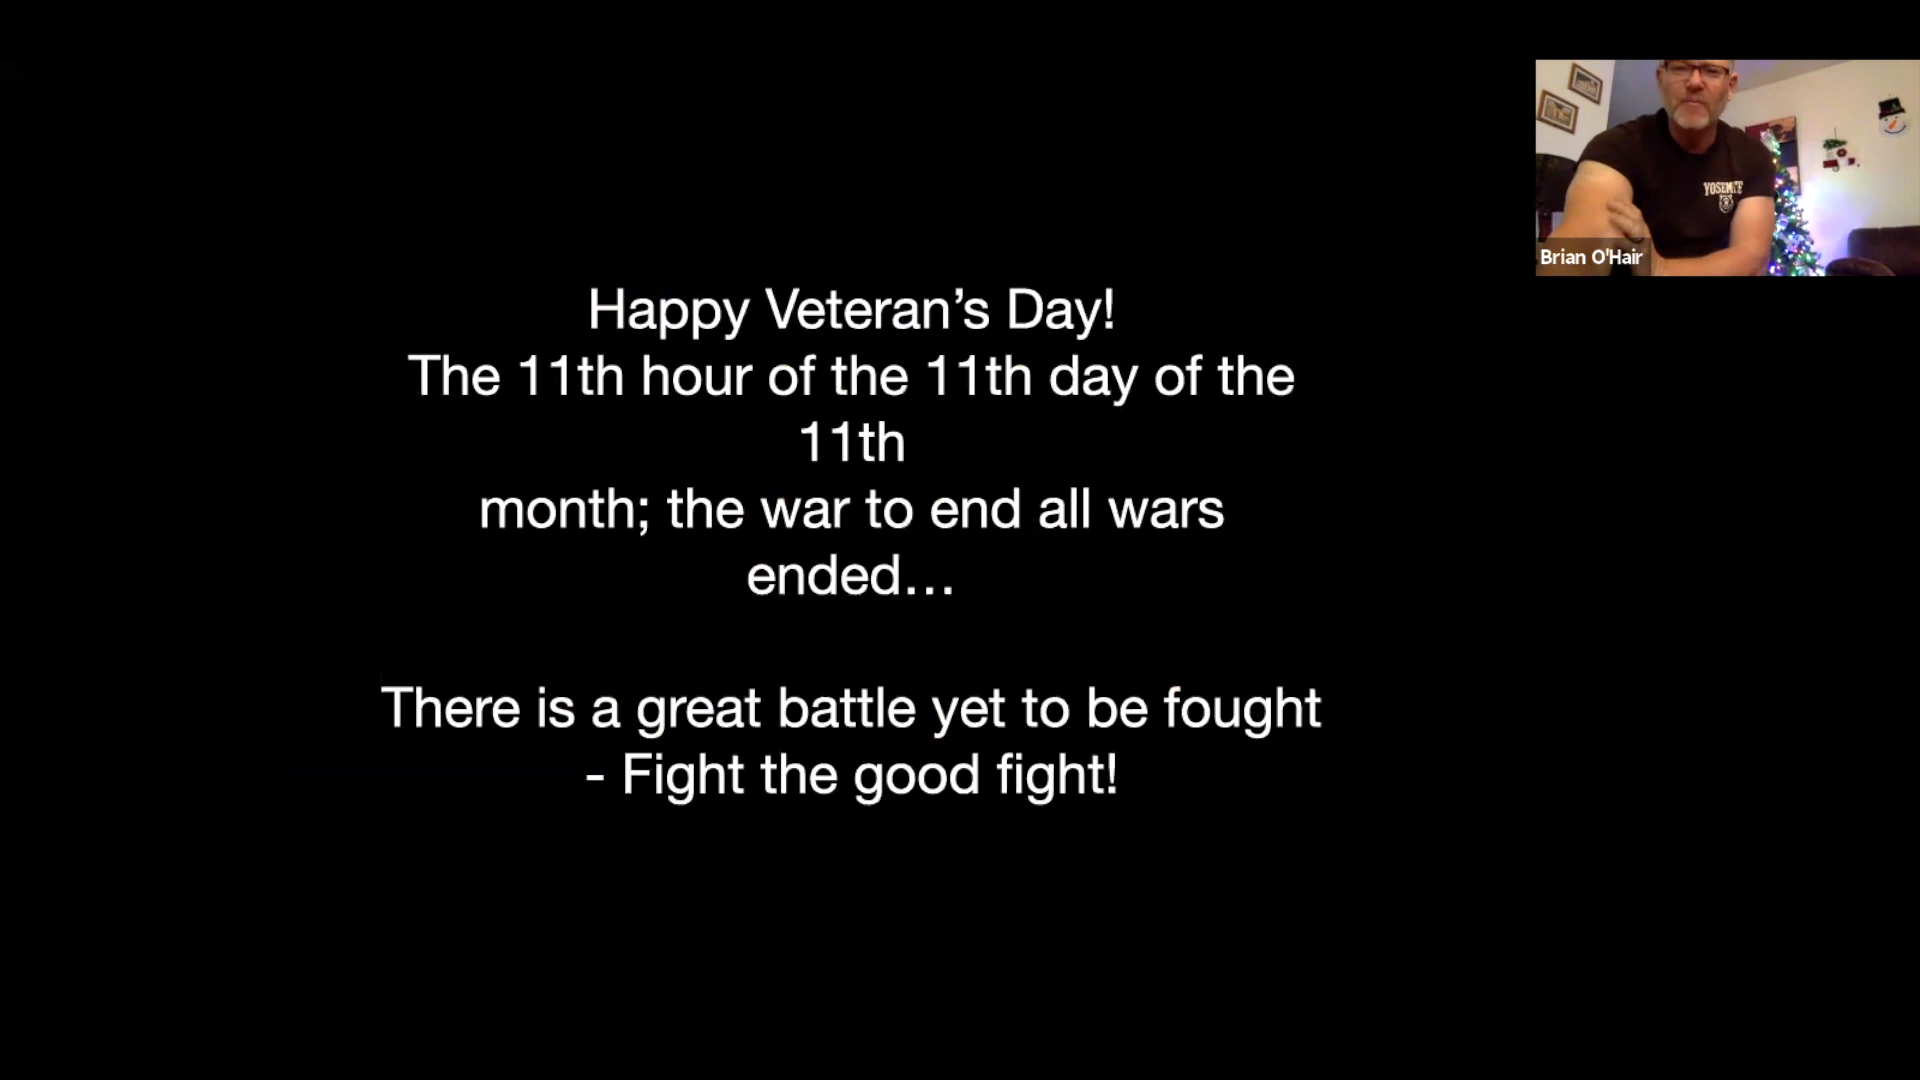 YOSEMITE
Brian O'Hair
Happy Veteran’s Day!
The 11th hour of the 11th day of the
11th
month; the war to end all wars
ended…
There is a great battle yet to be fought
- Fight the good fight!